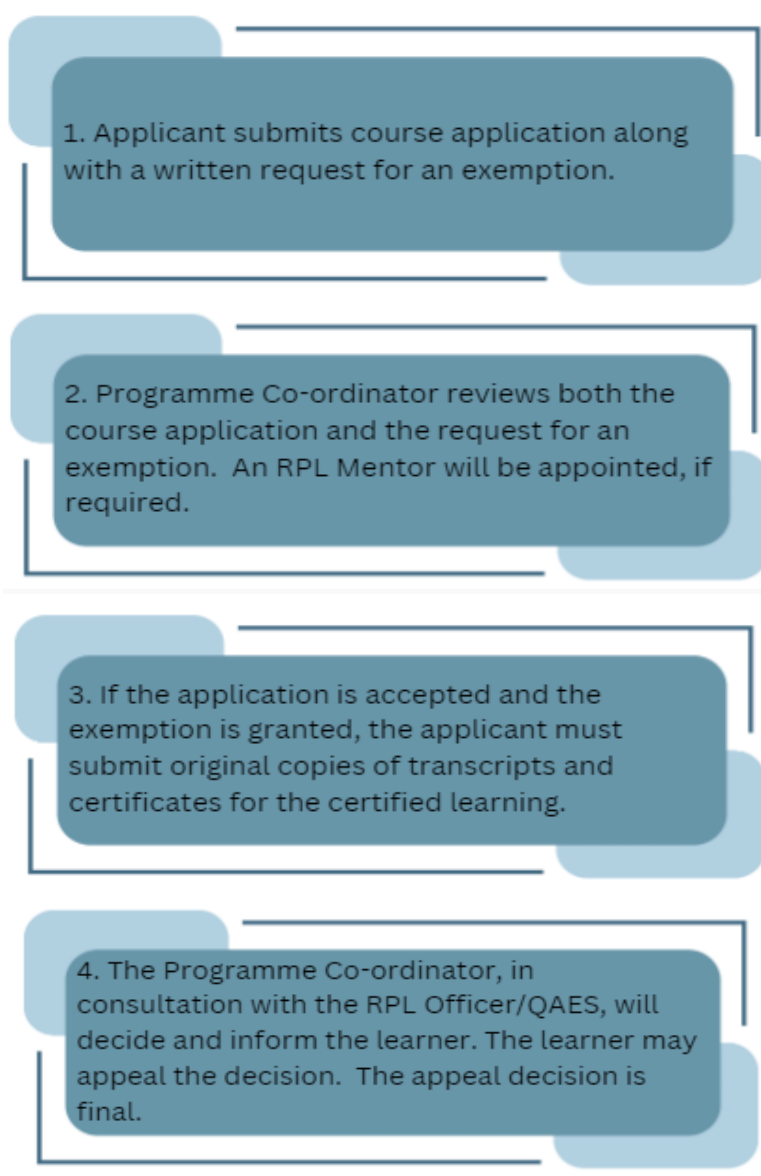 1. Applicant submits course application along
with a written request for an exemption.
2. Programme Co-ordinator reviews both the
course application and the request for an
exemption.  An RPL Mentor will be appointed, if
required.
3. If the application is accepted and the
exemption is granted, the applicant must
submit original copies of transcripts and
certificates for the certified learning.
4. The Programme Co-ordinator, in
consultation with the RPL Officer/QAES, will
decide and inform the learner. The learner may
appeal the decision.  The appeal decision is
final.